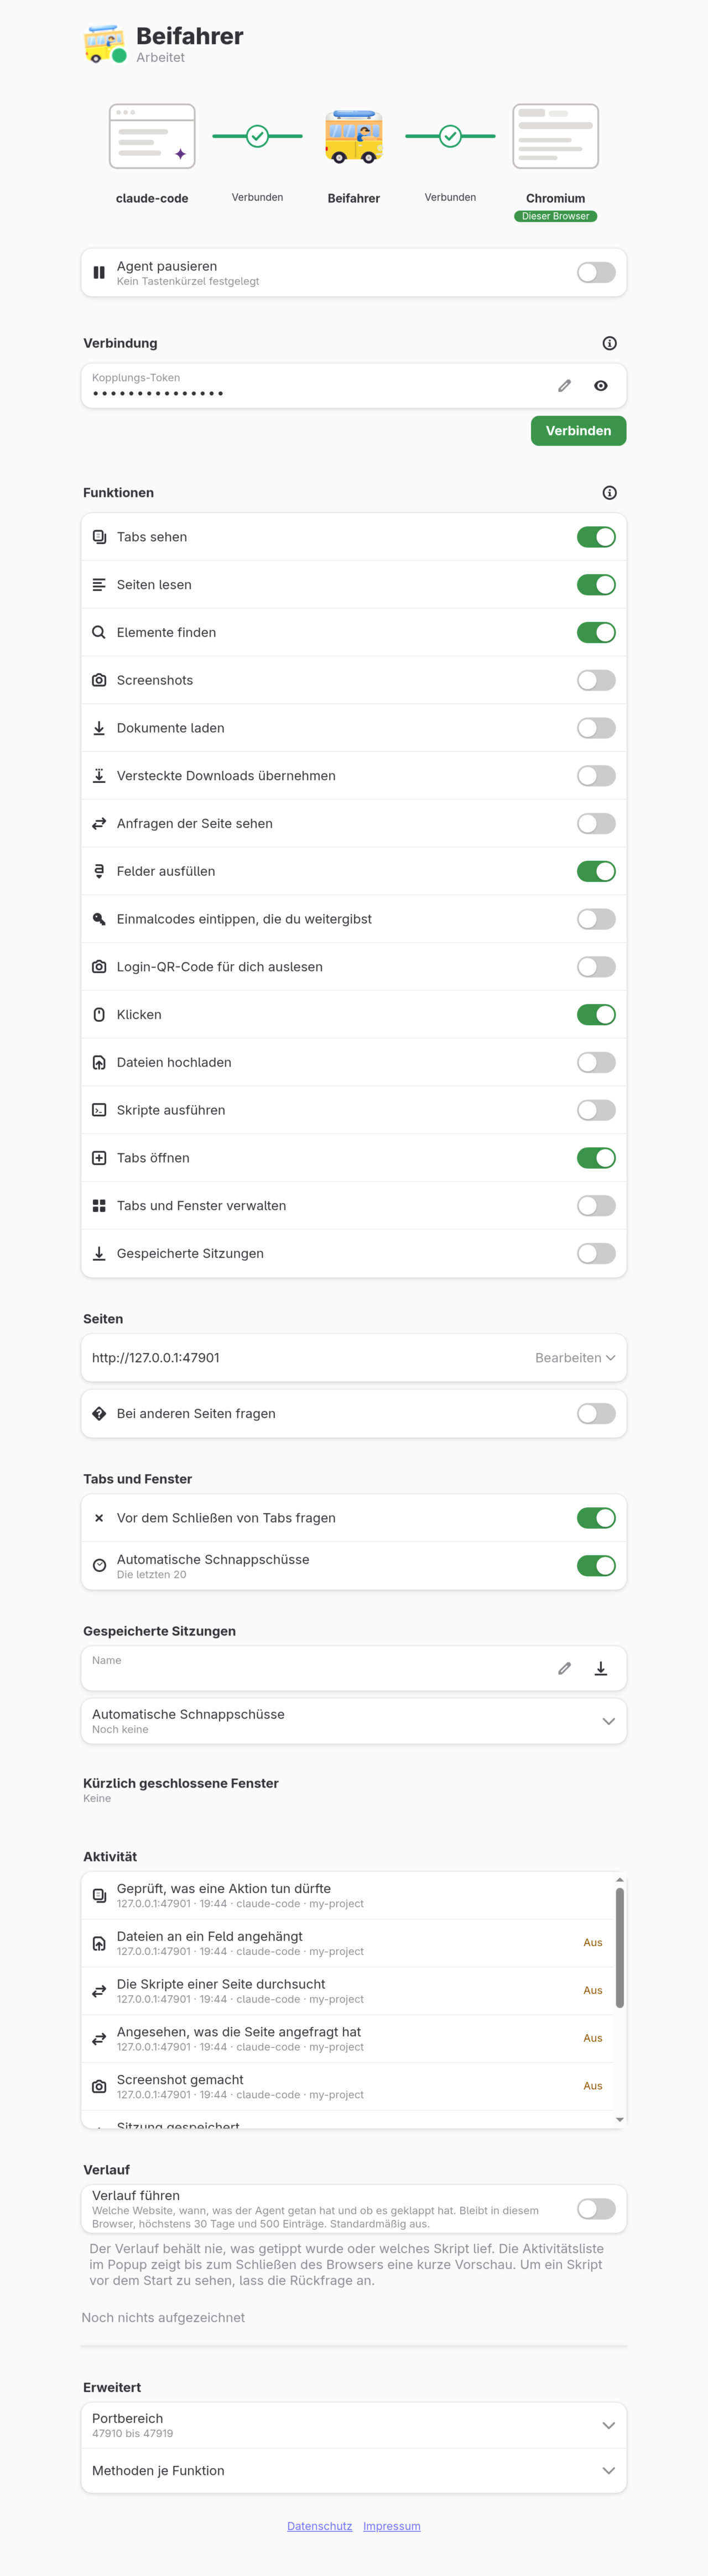 Beifahrer
Arbeitet
claude-code
Verbunden
Beifahrer
Verbunden
Chromium
Dieser Browser
Agent pausieren
Kein Tastenkürzel festgelegt
Verbindung
Kopplungs-Token
Verbinden
Funktionen
Tabs sehen
Seiten lesen
Elemente finden
Screenshots
Dokumente laden
Versteckte Downloads übernehmen
Anfragen der Seite sehen
Felder ausfüllen
Einmalcodes eintippen, die du weitergibst
Login-QR-Code für dich auslesen
Klicken
Dateien hochladen
Skripte ausführen
Tabs öffnen
Tabs und Fenster verwalten
Gespeicherte Sitzungen
Seiten
http://127.0.0.1:47901 Bearbeiten
Bei anderen Seiten fragen
Tabs und Fenster
Vor dem Schließen von Tabs fragen
Automatische Schnappschüsse
Die letzten 20
Gespeicherte Sitzungen
Name
Automatische Schnappschüsse
Noch keine
Kürzlich geschlossene Fenster
Keine
Aktivität
Geprüft, was eine Aktion tun dürfte
127.0.0.1:47901 · 19:44 · claude-code · my-project
Dateien an ein Feld angehängt
127.0.0.1:47901 · 19:44 · claude-code · my-project
Aus
Die Skripte einer Seite durchsucht
127.0.0.1:47901 · 19:44 · claude-code · my-project
Aus
Angesehen, was die Seite angefragt hat
127.0.0.1:47901 · 19:44 · claude-code · my-project
Aus
Screenshot gemacht
127.0.0.1:47901 · 19:44 · claude-code · my-project
Aus
Sitzung gespeichert
Verlauf
Verlauf führen
Welche Website, wann, was der Agent getan hat und ob es geklappt hat. Bleibt in diesem
Browser, höchstens 30 Tage und 500 Einträge. Standardmäßig aus.
Der Verlauf behält nie, was getippt wurde oder welches Skript lief. Die Aktivitätsliste
im Popup zeigt bis zum Schließen des Browsers eine kurze Vorschau. Um ein Skript
vor dem Start zu sehen, lass die Rückfrage an.
Noch nichts aufgezeichnet
Erweitert
Portbereich
47910 bis 47919
Methoden je Funktion
Datenschutz Impressum